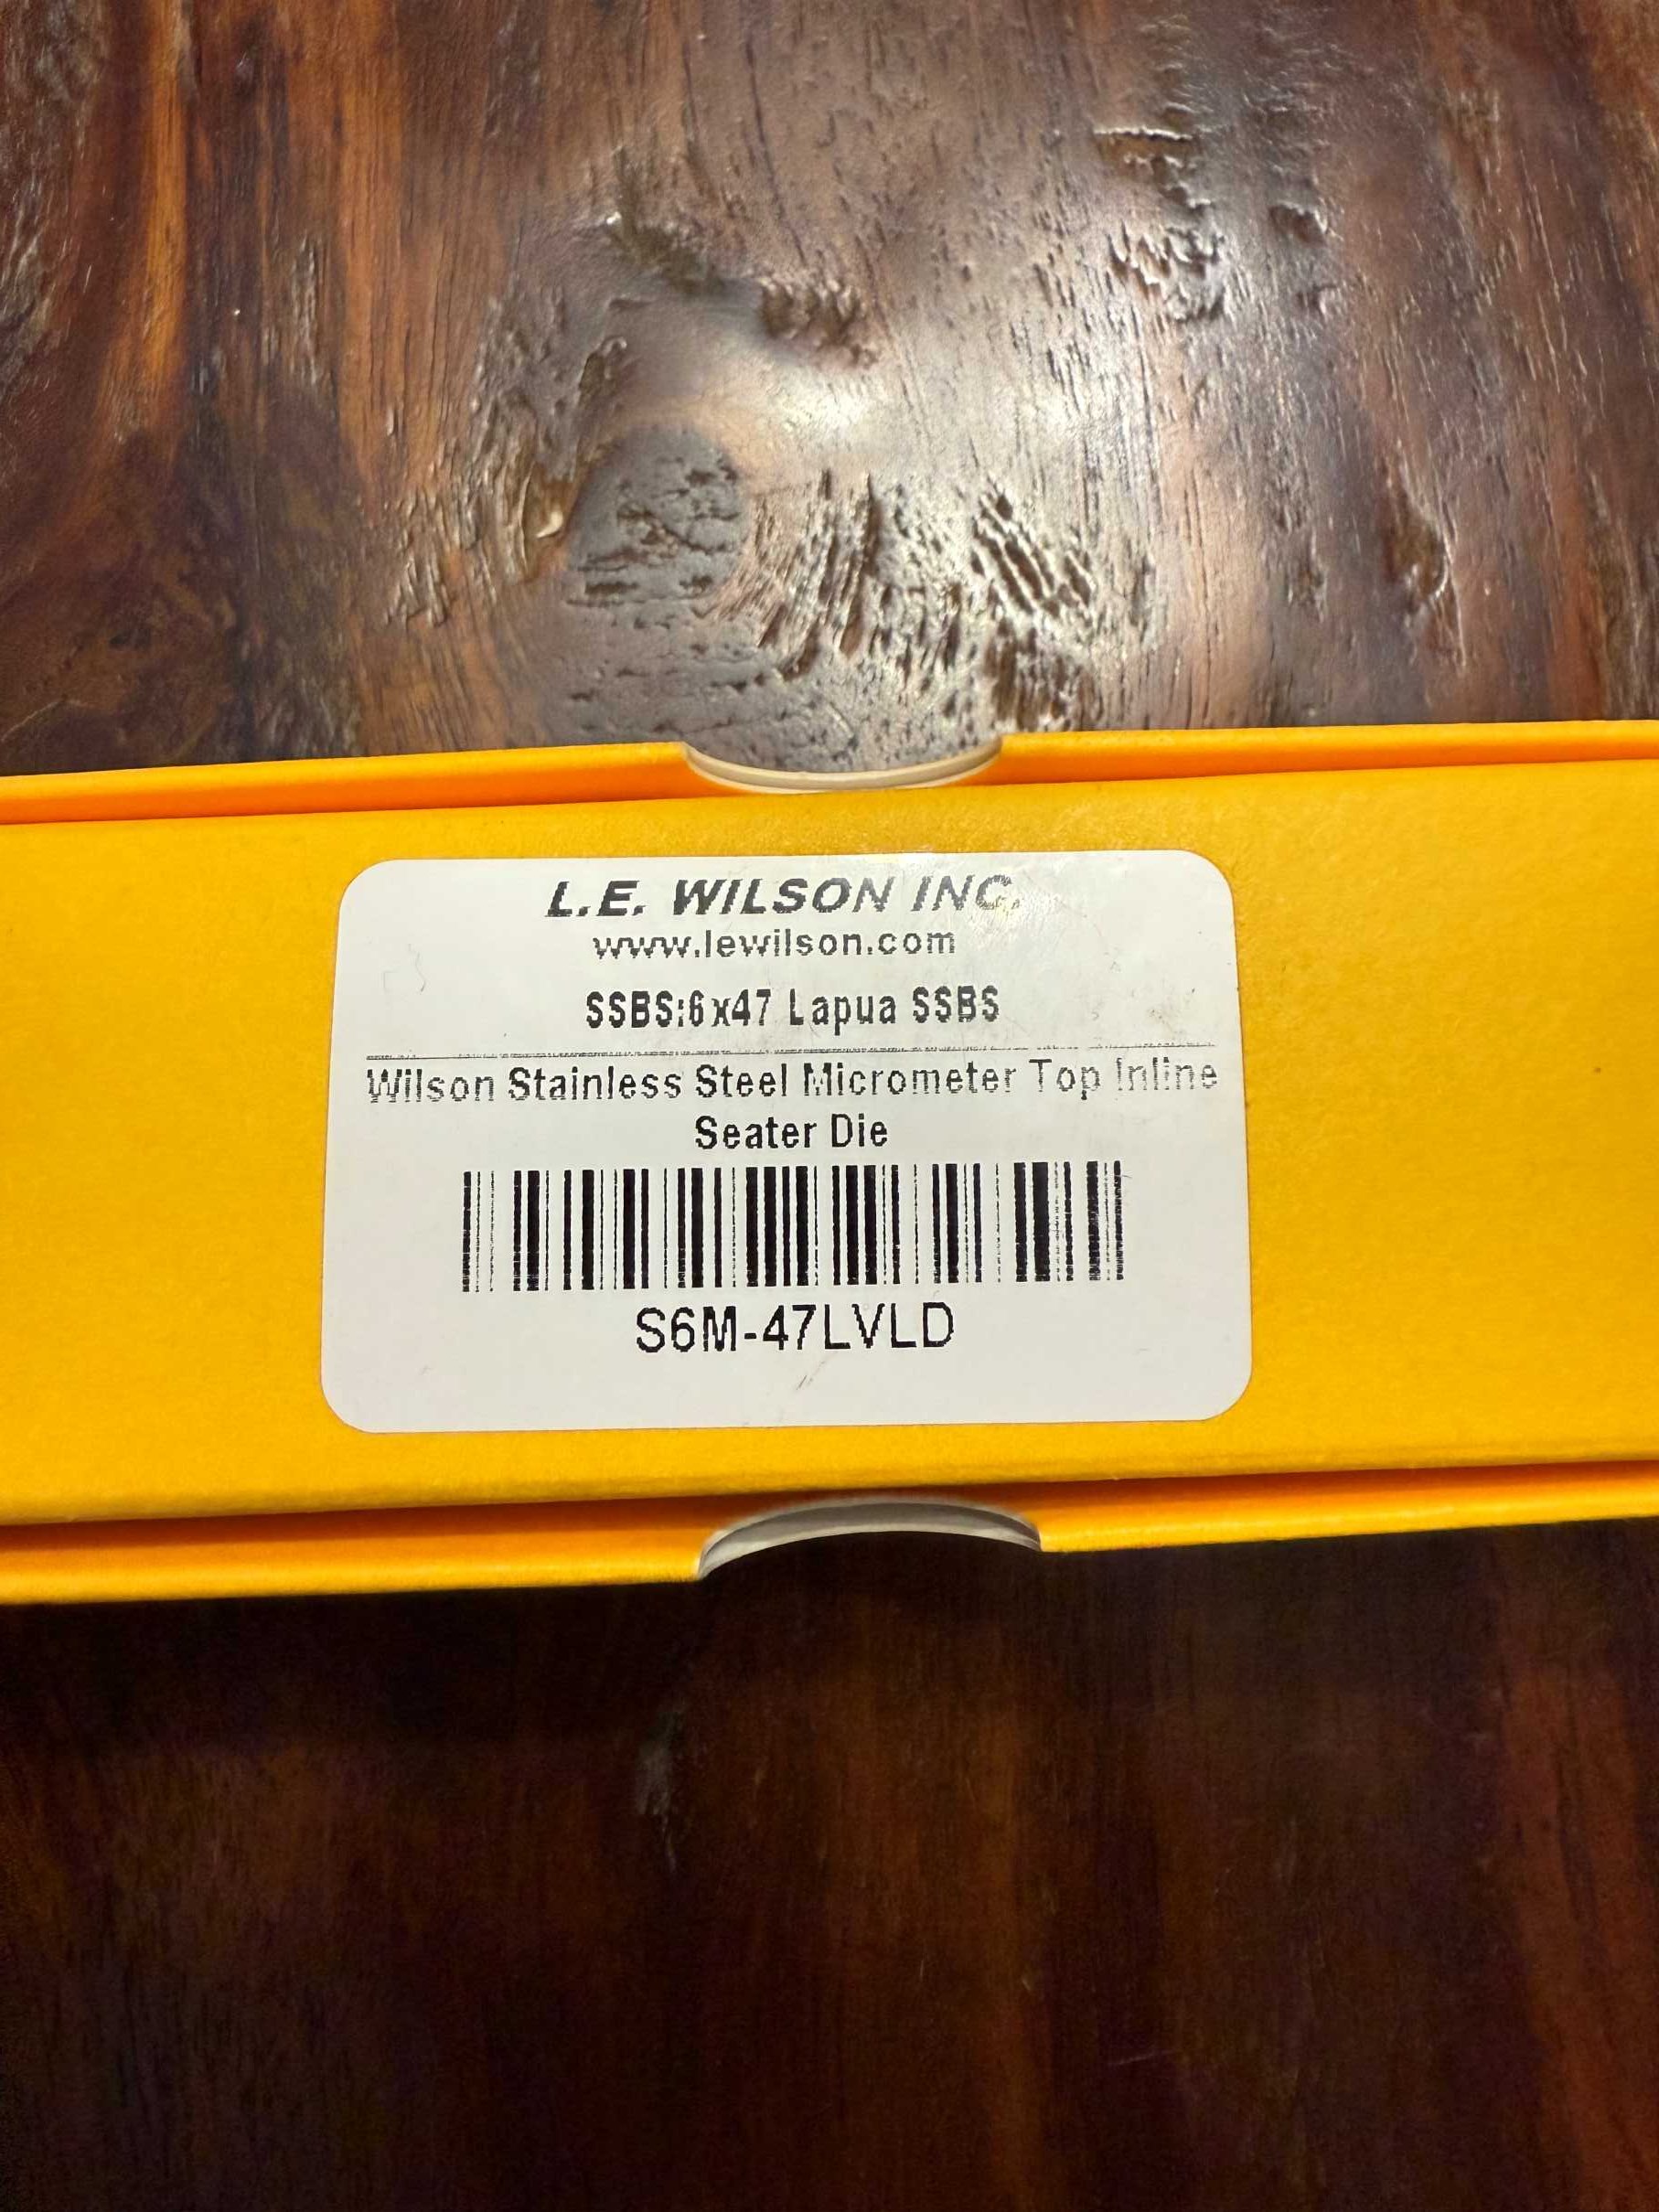 L.E. WILSON INC.
www.lewilson.com
SSBS:6x47 Lapua SSBS
Wilson Stainless Steel Micrometer Top Inline
Seater Die
S6M-47LVLD